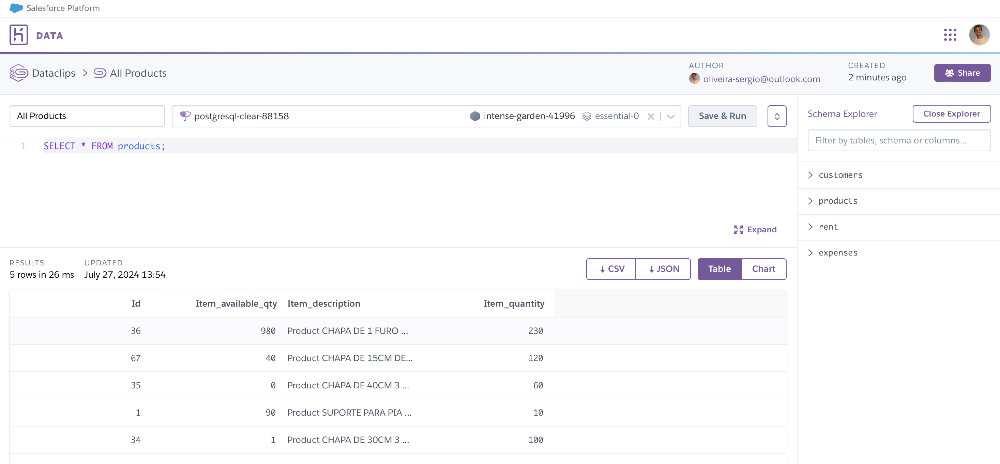 Salesforce Platform
DATA
Dataclips > All Products
AUTHOR
oliveira-sergio@outlook.com
CREATED
2 minutes ago
Share
All Products
postgresql-clear-88158
intense-garden-41996
essential-0
Save & Run
Schema Explorer
Close Explorer
Filter by tables, schema or columns...
1 SELECT * FROM products;
Expand
customers
products
rent
expenses
RESULTS
5 rows in 26 ms
UPDATED
July 27, 2024 13:54
CSV
JSON
Table
Chart
Id Item_available_qty Item_description Item_quantity
36 980 Product CHAPA DE 1 FURO ... 230
67 40 Product CHAPA DE 15CM DE... 120
35 0 Product CHAPA DE 40CM 3 ... 60
1 90 Product SUPORTE PARA PIA ... 10
34 1 Product CHAPA DE 30CM 3 ... 100